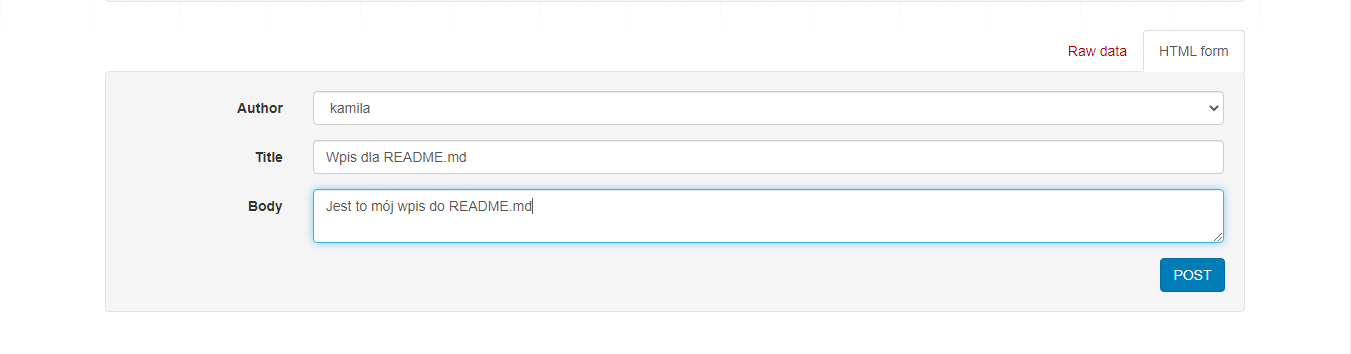 Raw data
HTML form
Author
kamila
Title
Wpis dla README.md
Body
Jest to mój wpis do README.md
POST